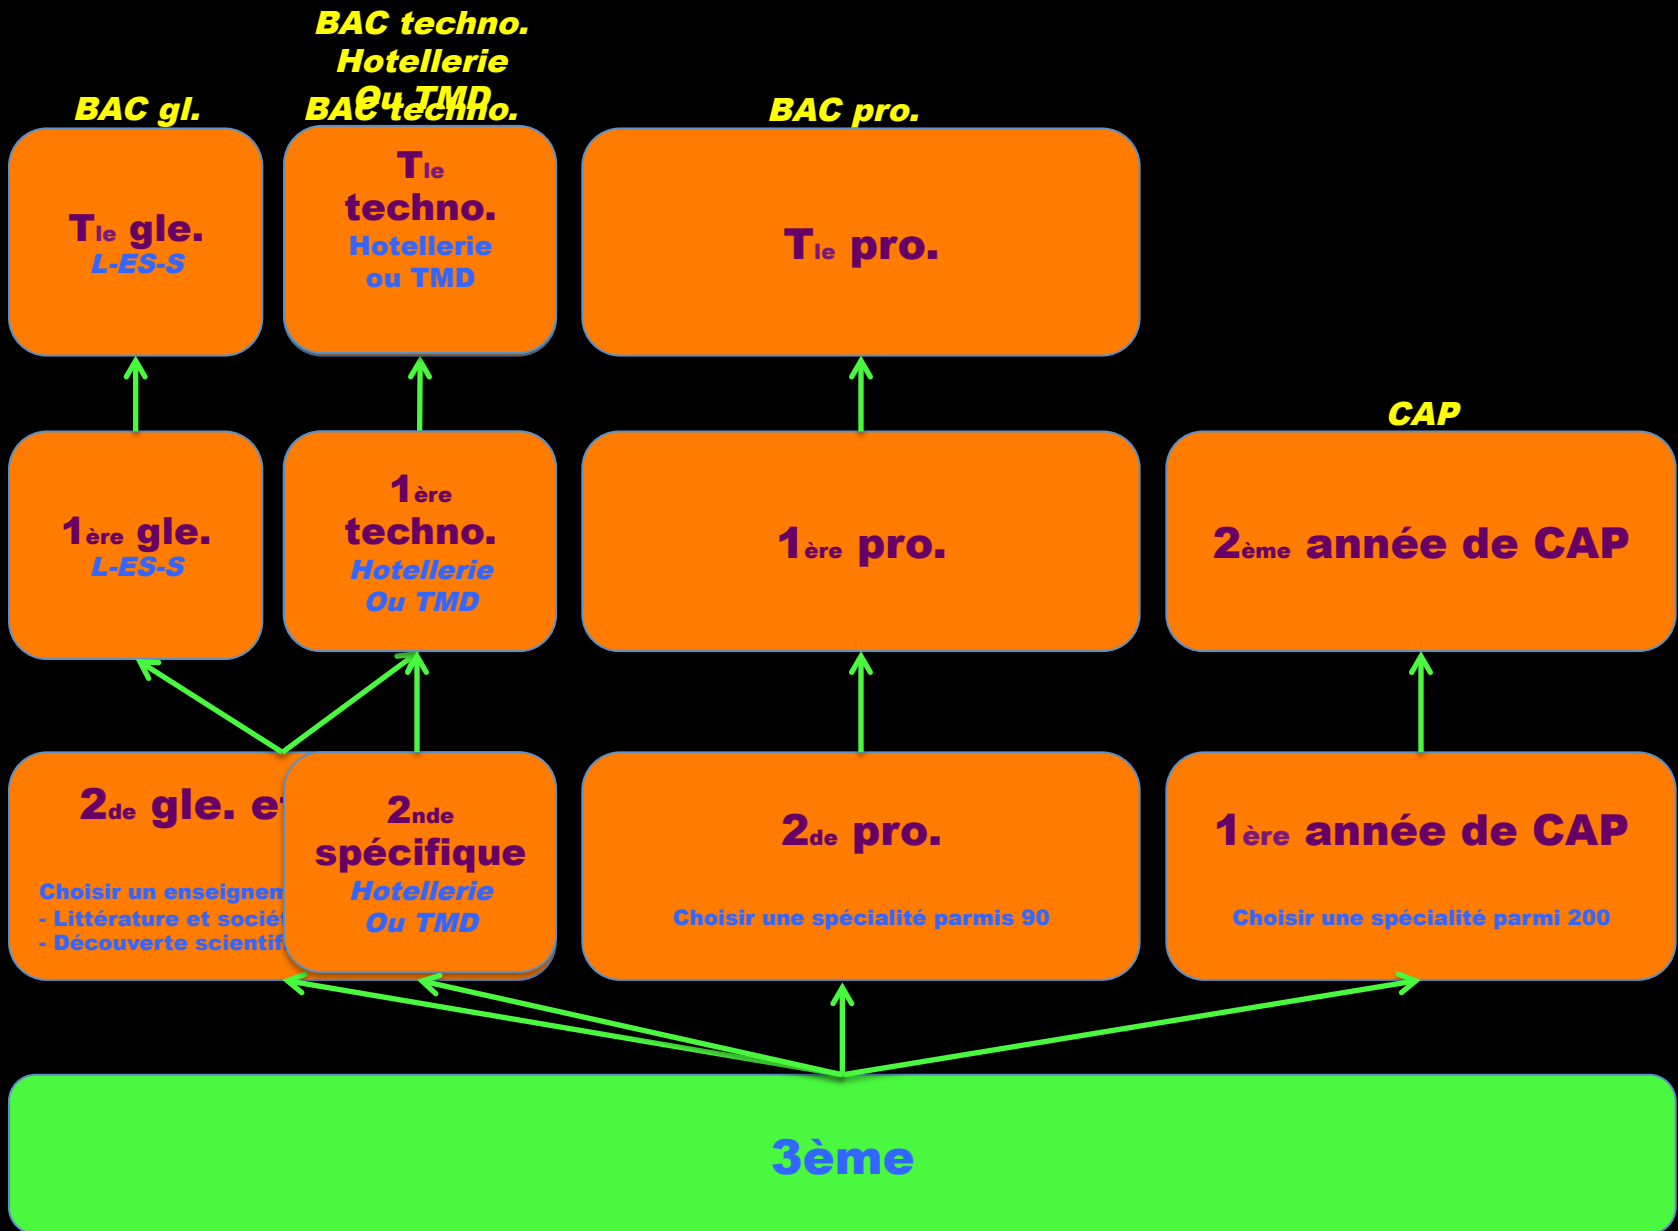 BAC techno.
Hotellerie
Ou TMD
BAC gl.
BAC techno.
BAC pro.
Tle gle.
L-ES-S
Tle
techno.
Hotellerie
ou TMD
Tle pro.
CAP
1ère gle.
L-ES-S
1ère
techno.
Hotellerie
Ou TMD
1ère pro.
2ème année de CAP
2de gle.
Choisir un
- Littérature et
- Découverte
2nde
spécifique
Hotellerie
Ou TMD
2de pro.
Choisir une spécialité parmis 90
1ère année de CAP
Choisir une spécialité parmi 200
3ème